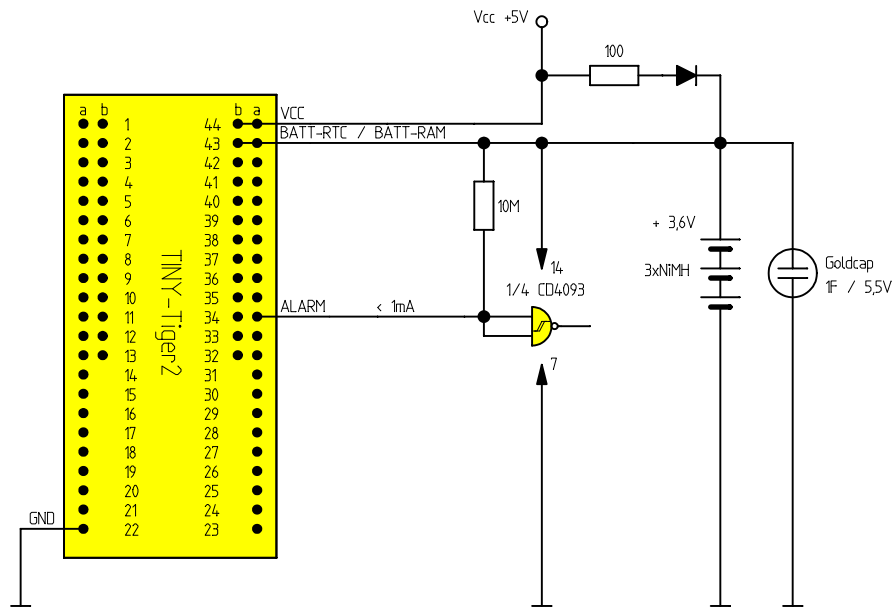 Vcc +5V
100
a b
b a
VCC
BATT-RTC / BATT-RAM
1 44
2 43
3 42
4 41
5 40
6 39
7 38
8 37
9 36
10 35
11 34
12 33
13 32
14 31
15 30
16 29
17 28
18 27
19 26
20 25
21 24
22 23
TINY-Tiger2
10M
+ 3,6V
3xNiMH
Goldcap
1F / 5,5V
14
1/4 CD4093
ALARM < 1mA
7
GND